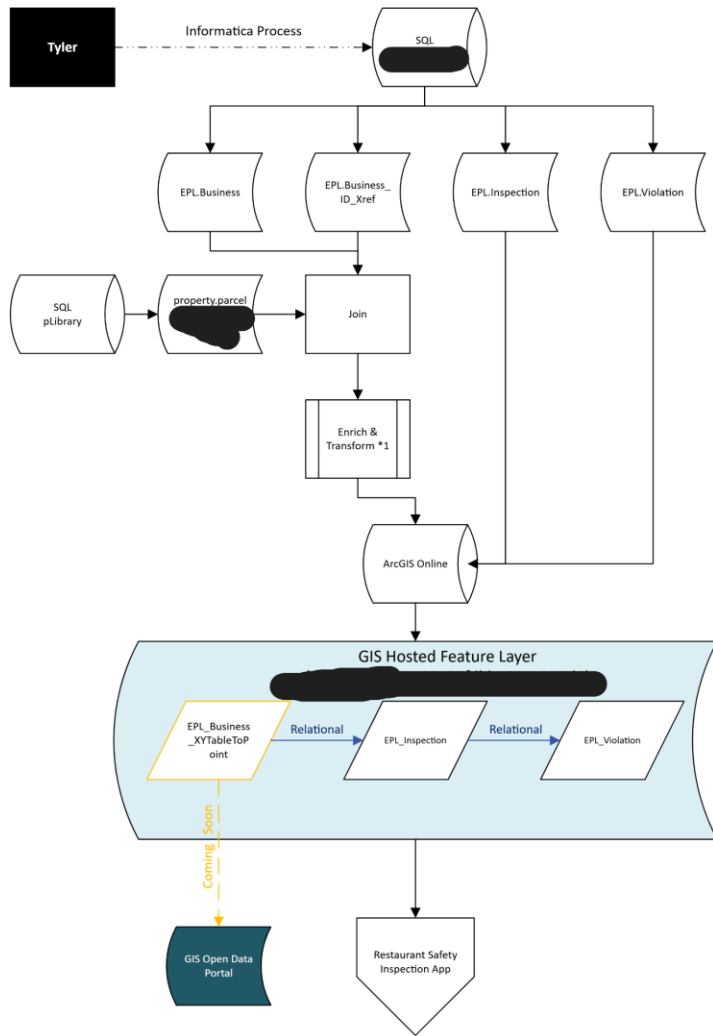 Tyler
Informatica Process
SQL
EPL.Business
EPL.Business_
ID_Xref
EPL.Inspection
EPL.Violation
SQL
pLibrary
property.parcel
Join
Enrich &
Transform *1
ArcGIS Online
GIS Hosted Feature Layer
EPL_Business
_XYTableToP
oint
Relational
EPL_Inspection
Relational
EPL_Violation
Coming Soon
GIS Open Data
Portal
Restaurant Safety
Inspection App